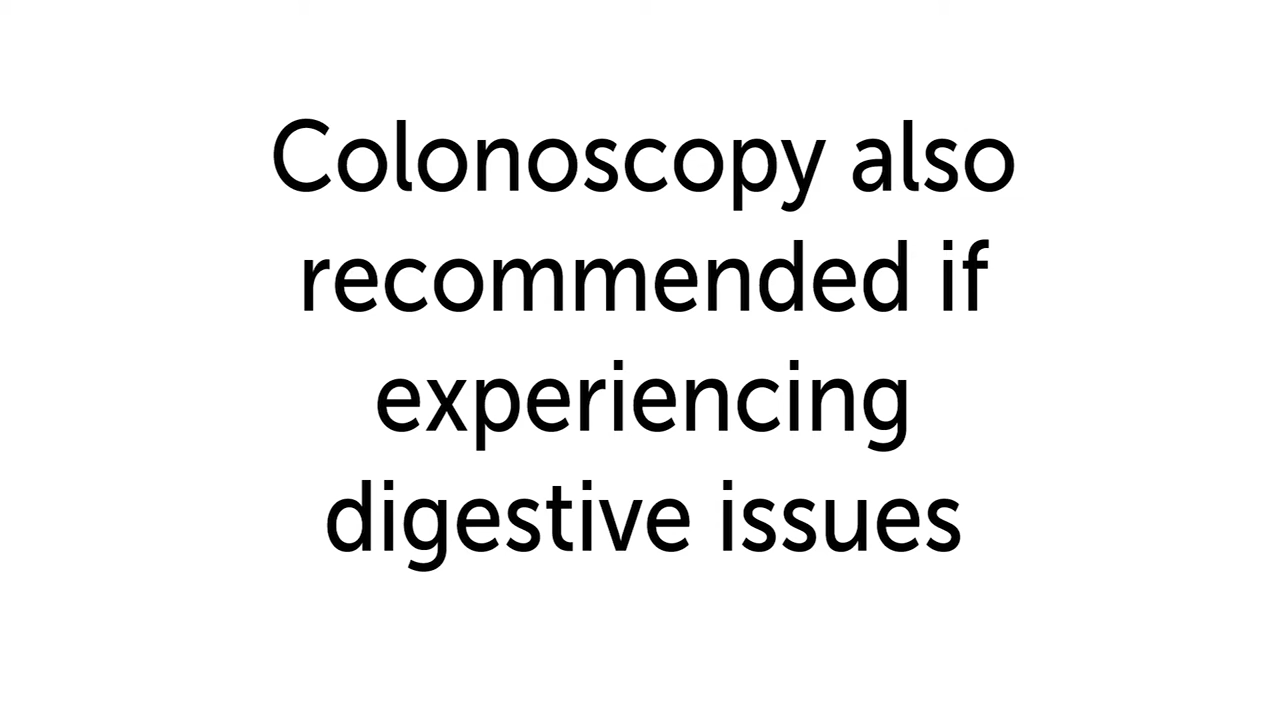 Colonoscopy also
recommended if
experiencing
digestive issues